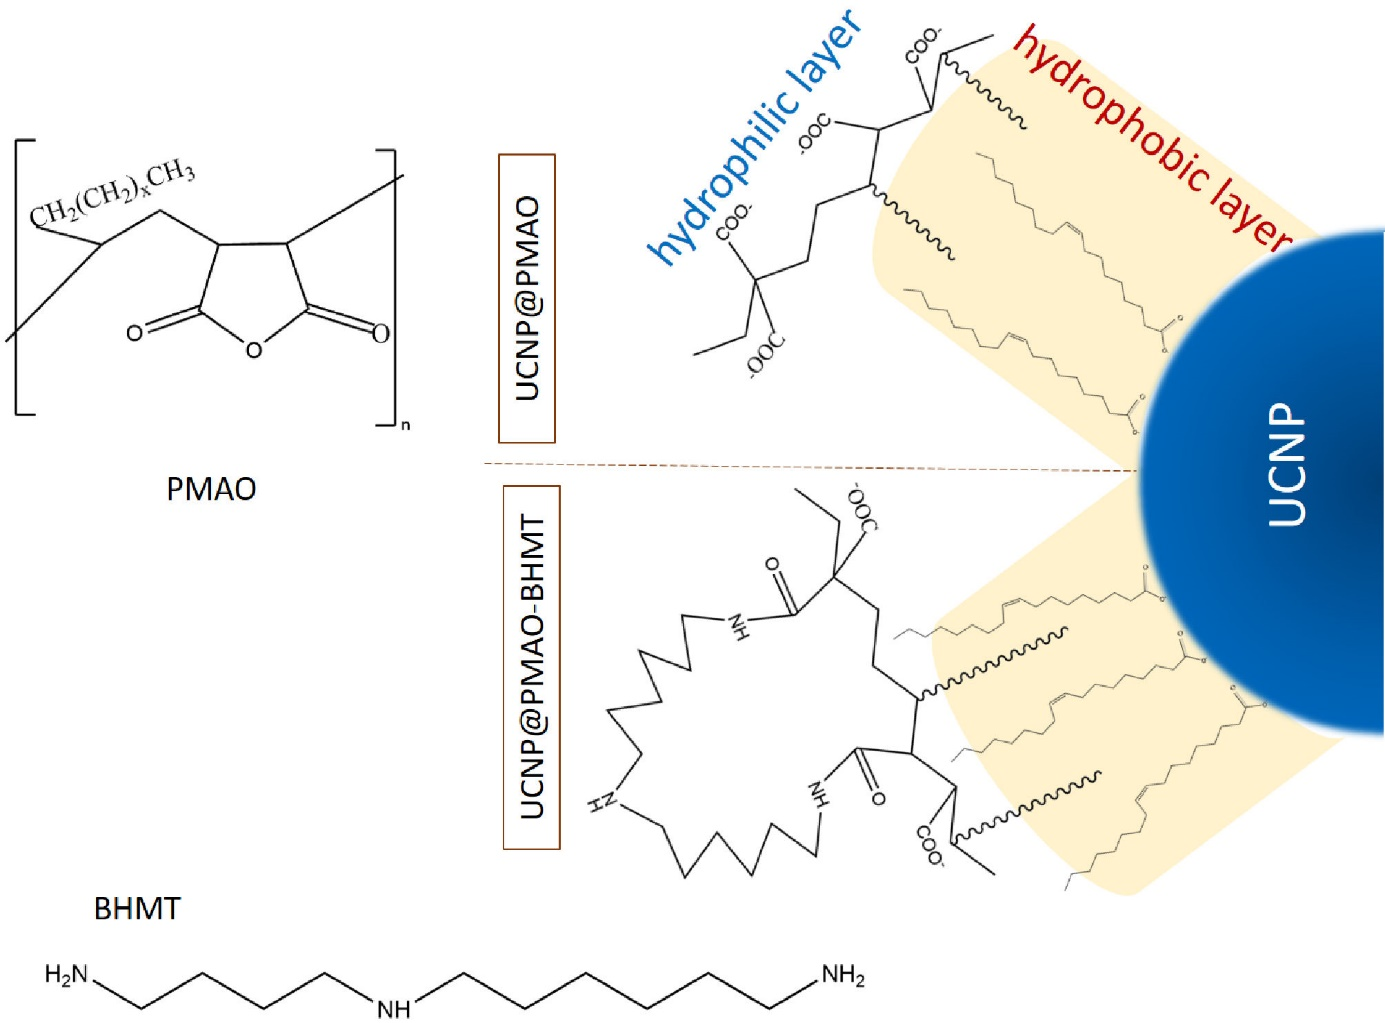 hydrophilic layer
hydrophobic layer
COO-
-OOC
COO-
-OOC
CH2(CH2)xCH3
O
O
O
n
PMAO
UCNP@PMAO
O
O
O
O
UCNP
UCNP@PMAO-BHMT
-OOC
O
NH
HN
NH
O
COO-
O
O
O
O
O
O
BHMT
H2N
NH
NH2